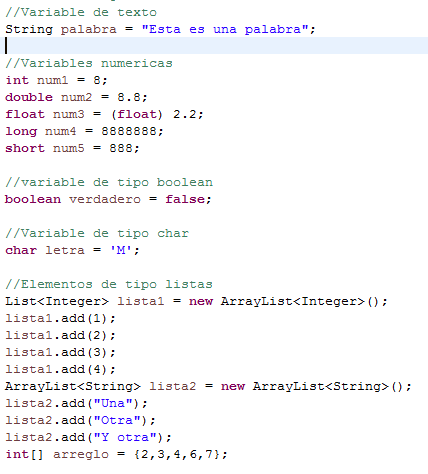 //Variable de texto
String palabra = "Esta es una palabra";
//Variables numericas
int num1 = 8;
double num2 = 8.8;
float num3 = (float) 2.2;
long num4 = 8888888;
short num5 = 888;
//variable de tipo boolean
boolean verdadero = false;
//Variable de tipo char
char letra = 'M';
//Elementos de tipo listas
List<Integer> lista1 = new ArrayList<Integer>();
lista1.add(1);
lista1.add(2);
lista1.add(3);
lista1.add(4);
ArrayList<String> lista2 = new ArrayList<String>();
lista2.add("Una");
lista2.add("Otra");
lista2.add("Y otra");
int[] arreglo = {2,3,4,6,7};